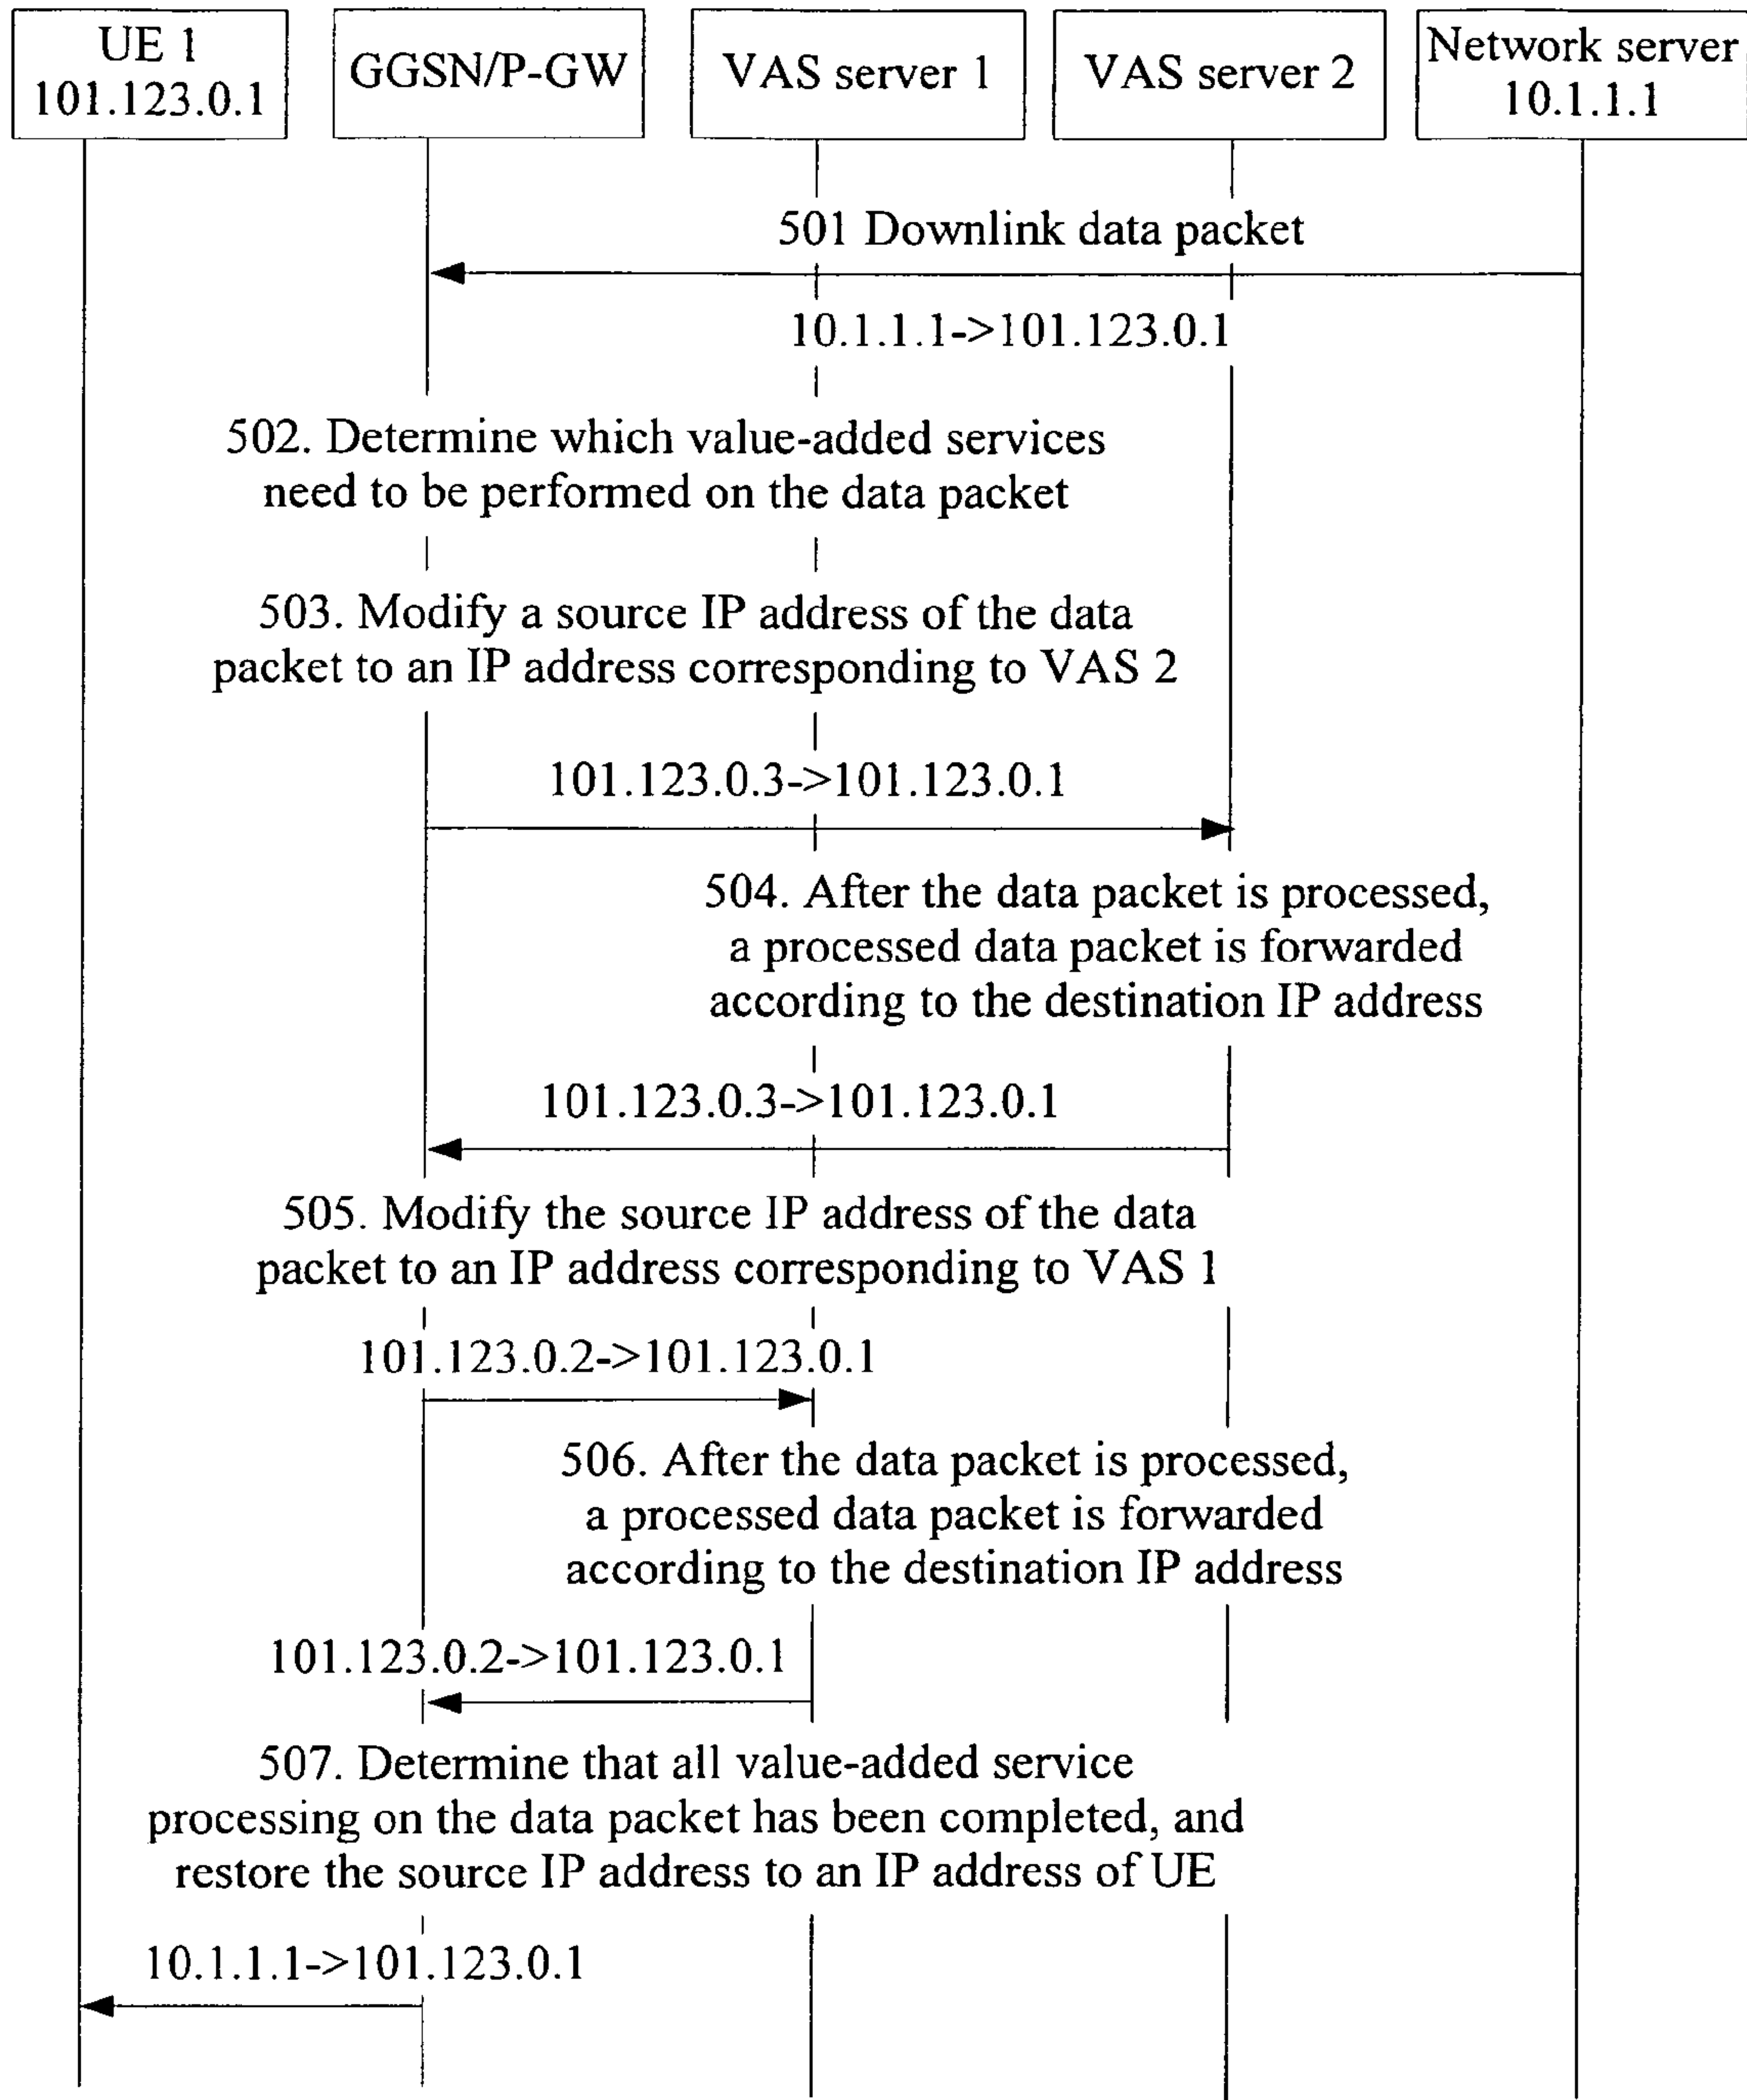 UE 1
101.123.0.1
GGSN/P-GW
VAS server 1
VAS server 2
Network server
10.1.1.1
501 Downlink data packet
10.1.1.1->101.123.0.1
502. Determine which value-added services
need to be performed on the data packet
503. Modify a source IP address of the data
packet to an IP address corresponding to VAS 2
101.123.0.3->101.123.0.1
504. After the data packet is processed,
a processed data packet is forwarded
according to the destination IP address
101.123.0.3->101.123.0.1
505. Modify the source IP address of the data
packet to an IP address corresponding to VAS 1
101.123.0.2->101.123.0.1
506. After the data packet is processed,
a processed data packet is forwarded
according to the destination IP address
101.123.0.2->101.123.0.1
507. Determine that all value-added service
processing on the data packet has been completed, and
restore the source IP address to an IP address of UE
10.1.1.1->101.123.0.1